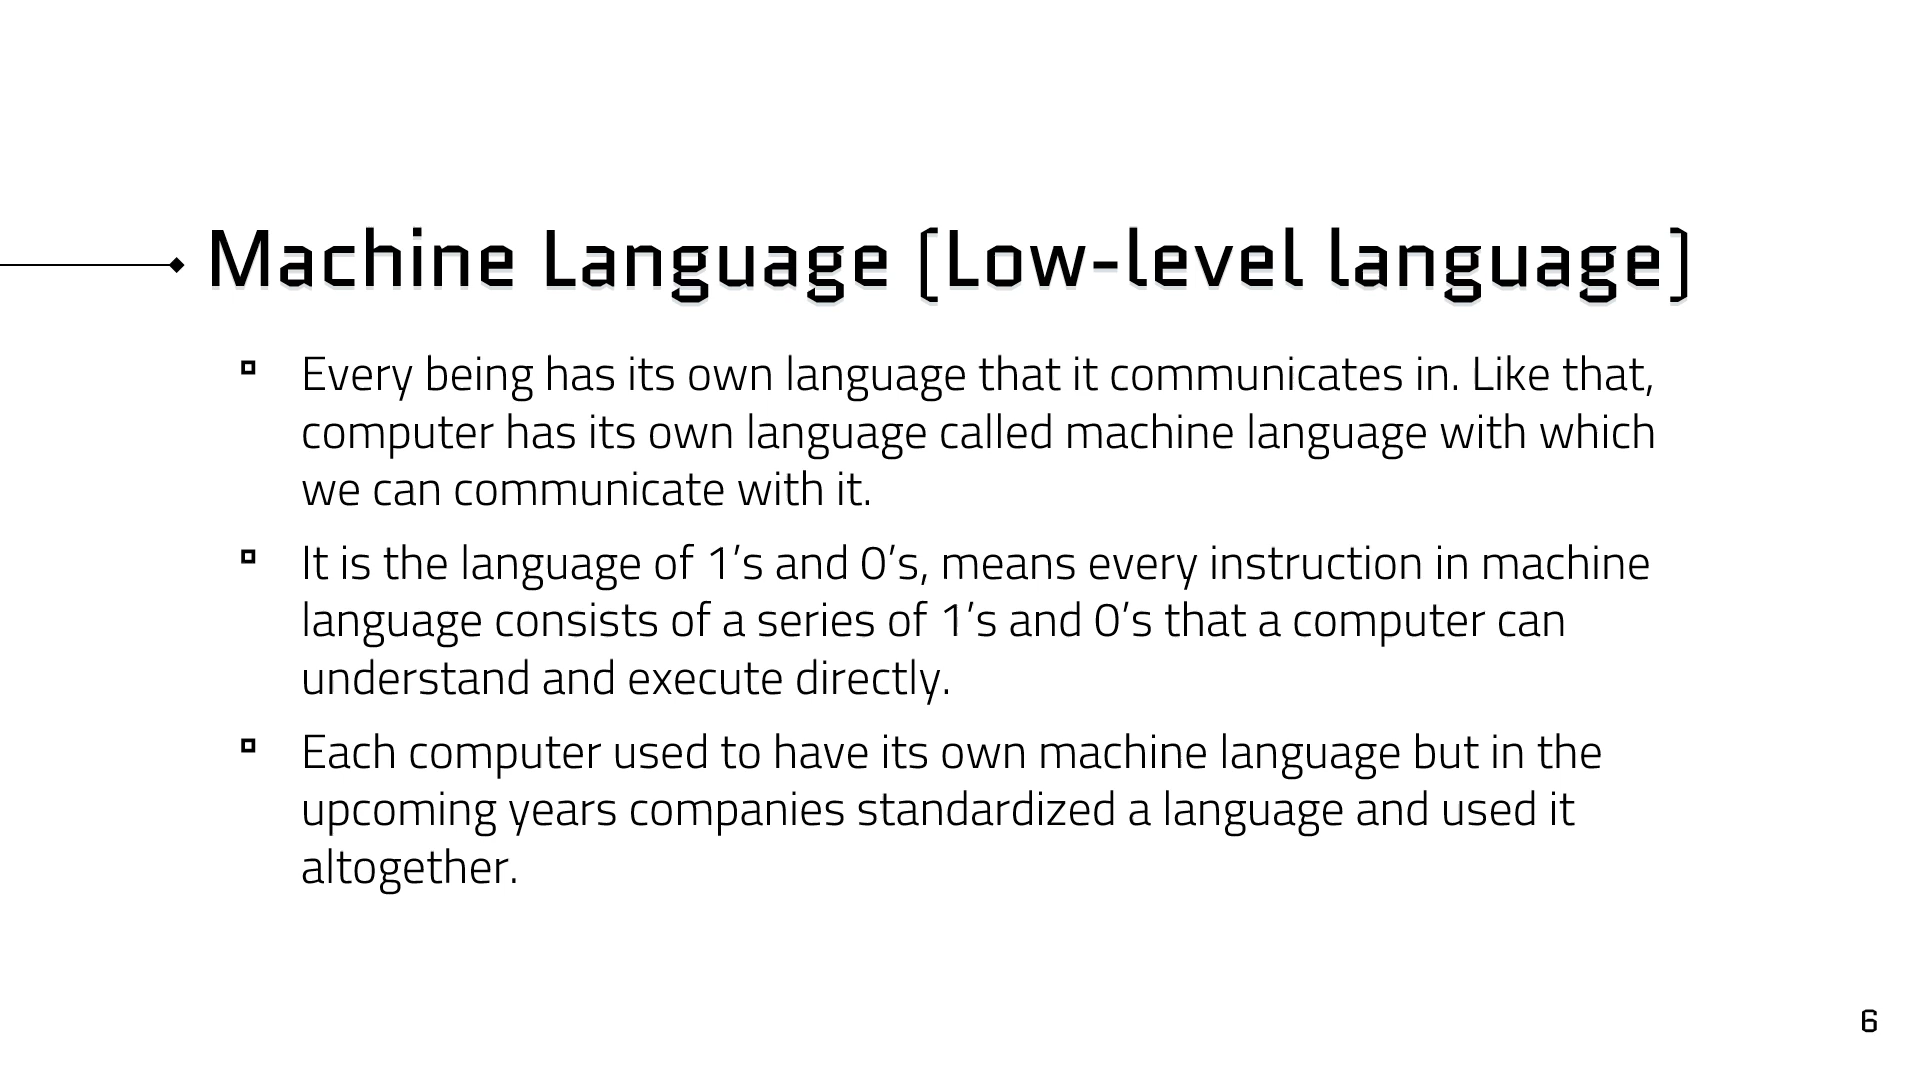 Machine Language (Low-level language)
Every being has its own language that it communicates in. Like that,
computer has its own language called machine language with which
we can communicate with it.
It is the language of 1’s and 0’s, means every instruction in machine
language consists of a series of 1’s and 0’s that a computer can
understand and execute directly.
Each computer used to have its own machine language but in the
upcoming years companies standardized a language and used it
altogether.
6